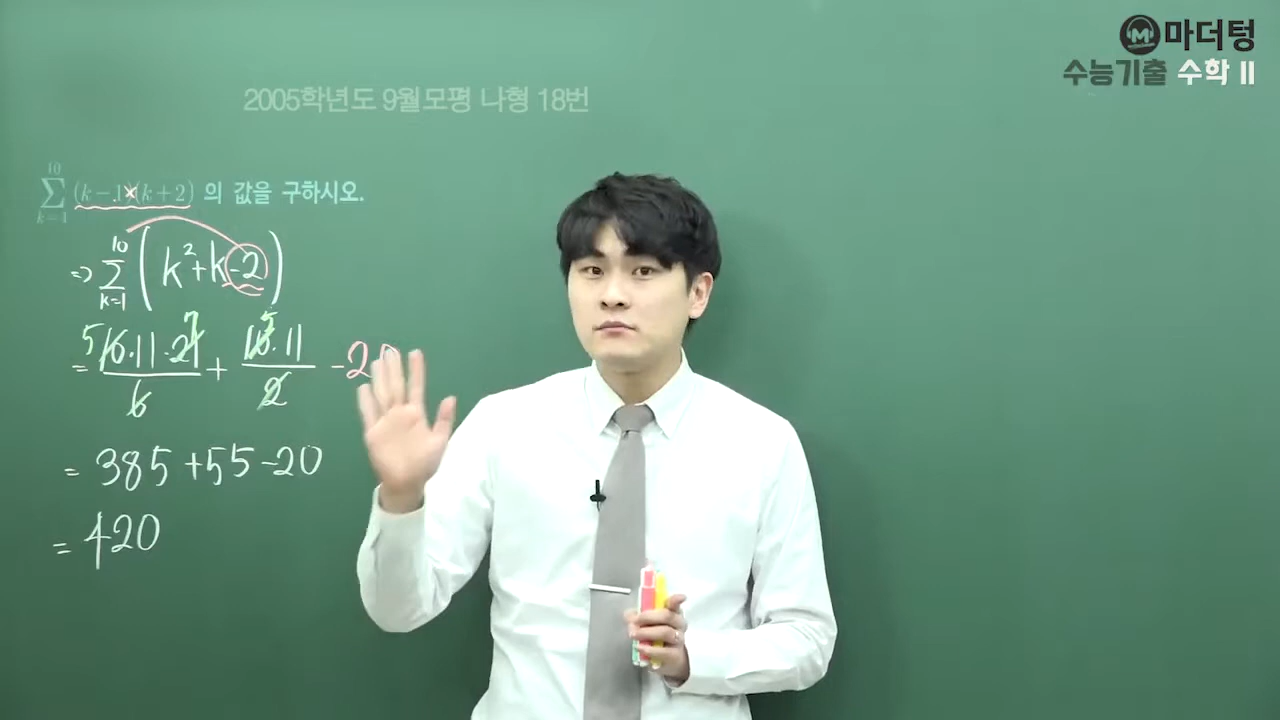 마더텅
수능기출 수학 II
2005학년도 9월모평 나형 18번
10
∑ (k−1)(k+2) 의 값을 구하시오.
k=1
10
⇒ ∑ (k²+k−2)
k=1
= 10·11·21/6 + 10·11/2 −20
= 385+55−20
= 420